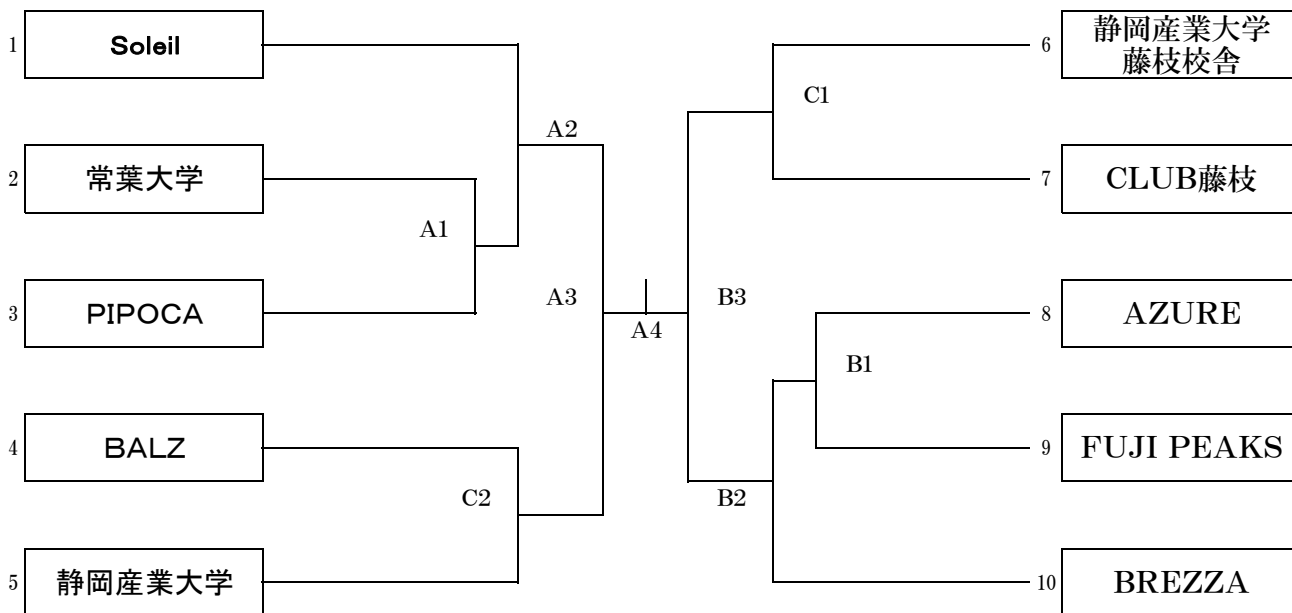 1 Soleil
2 常葉大学
3 PIPOCA
4 BALZ
5 静岡産業大学
A1
A2
C2
A3
A4
B3
C1
B1
B2
6 静岡産業大学
藤枝校舎
7 CLUB藤枝
8 AZURE
9 FUJI PEAKS
10 BREZZA